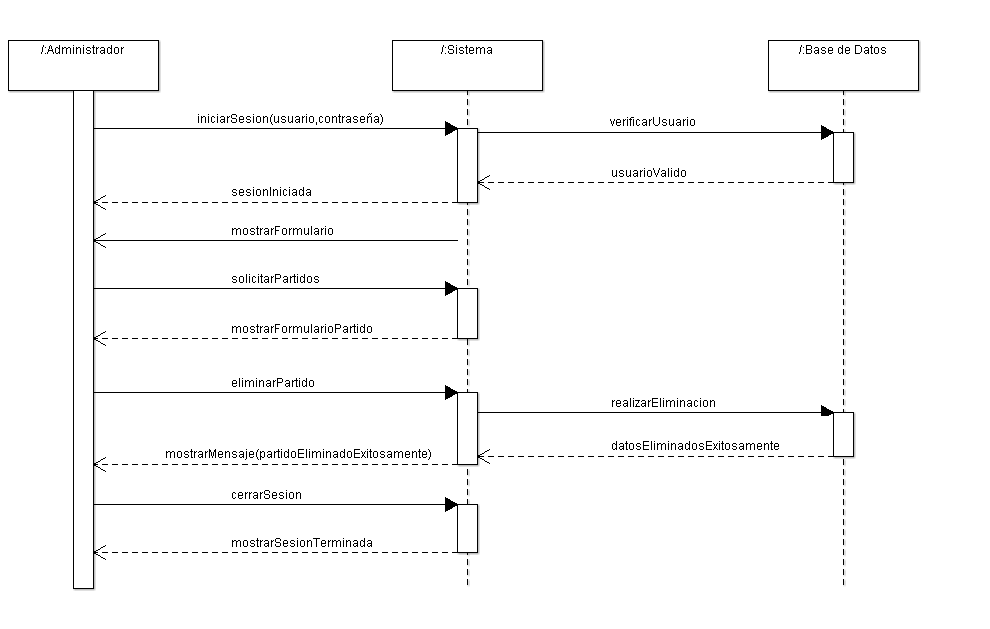 /:Administrador
/:Sistema
/:Base de Datos
iniciarSesion(usuario,contraseña)
verificarUsuario
usuarioValido
sesionIniciada
mostrarFormulario
solicitarPartidos
mostrarFormularioPartido
eliminarPartido
realizarEliminacion
datosEliminadosExitosamente
mostrarMensaje(partidoEliminadoExitosamente)
cerrarSesion
mostrarSesionTerminada